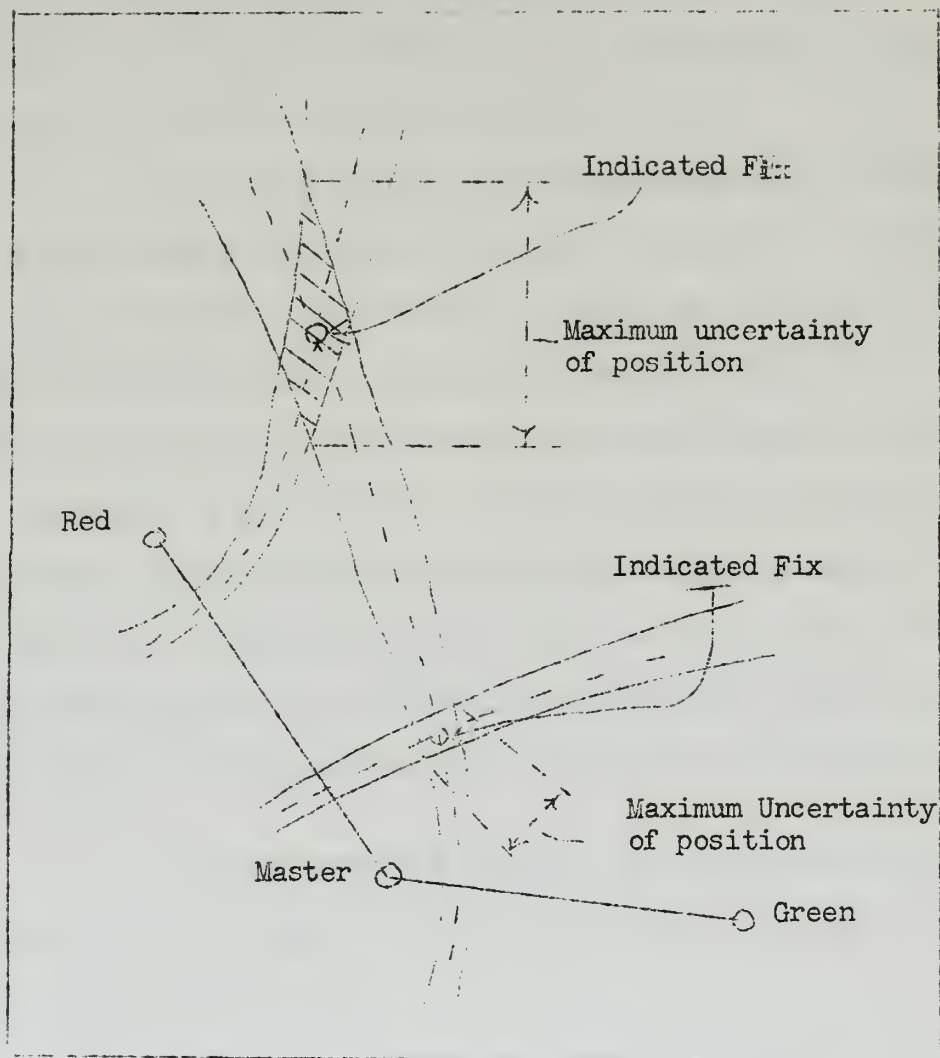 Indicated Fix
Maximum uncertainty
of position
Red
Indicated Fix
Maximum Uncertainty
of position
Master
Green